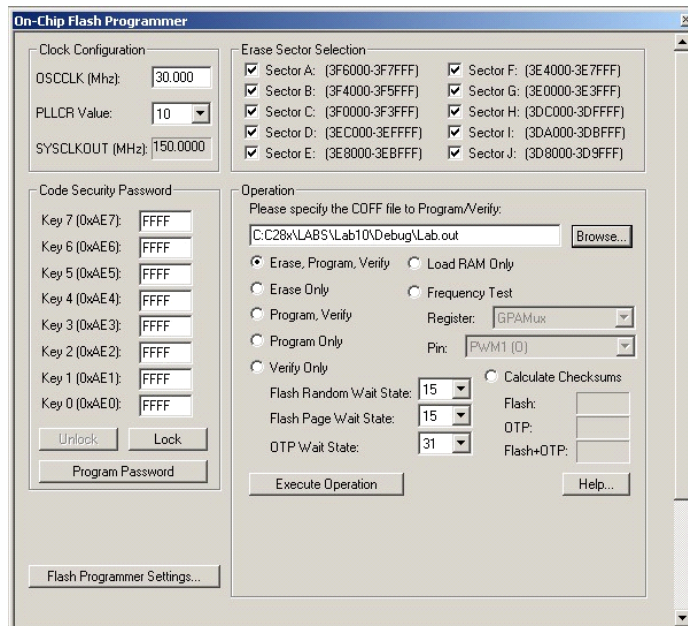 On-Chip Flash Programmer
Clock Configuration
OSCCLK (Mhz): 30.000
PLLCR Value: 10
SYSCLKOUT (MHz): 150.0000
Erase Sector Selection
Sector A: (3F6000-3F7FFF) Sector F: (3E4000-3E7FFF)
Sector B: (3F4000-3F5FFF) Sector G: (3E0000-3E3FFF)
Sector C: (3F0000-3F3FFF) Sector H: (3DC000-3DFFFF)
Sector D: (3EC000-3EFFFF) Sector I: (3DA000-3DBFFF)
Sector E: (3E8000-3EBFFF) Sector J: (3D8000-3D9FFF)
Code Security Password
Key 7 (0xAE7): FFFF
Key 6 (0xAE6): FFFF
Key 5 (0xAE5): FFFF
Key 4 (0xAE4): FFFF
Key 3 (0xAE3): FFFF
Key 2 (0xAE2): FFFF
Key 1 (0xAE1): FFFF
Key 0 (0xAE0): FFFF
Unlock Lock
Program Password
Flash Programmer Settings...
Operation
Please specify the COFF file to Program/Verify:
C:C28x\LABS\Lab10\Debug\Lab.out Browse...
Erase, Program, Verify Load RAM Only
Erase Only Frequency Test
Program, Verify Register: GPAMux
Program Only Pin: PWM1 (0)
Verify Only Calculate Checksums
Flash Random Wait State: 15 Flash:
Flash Page Wait State: 15 OTP:
OTP Wait State: 31 Flash+OTP:
Execute Operation Help...